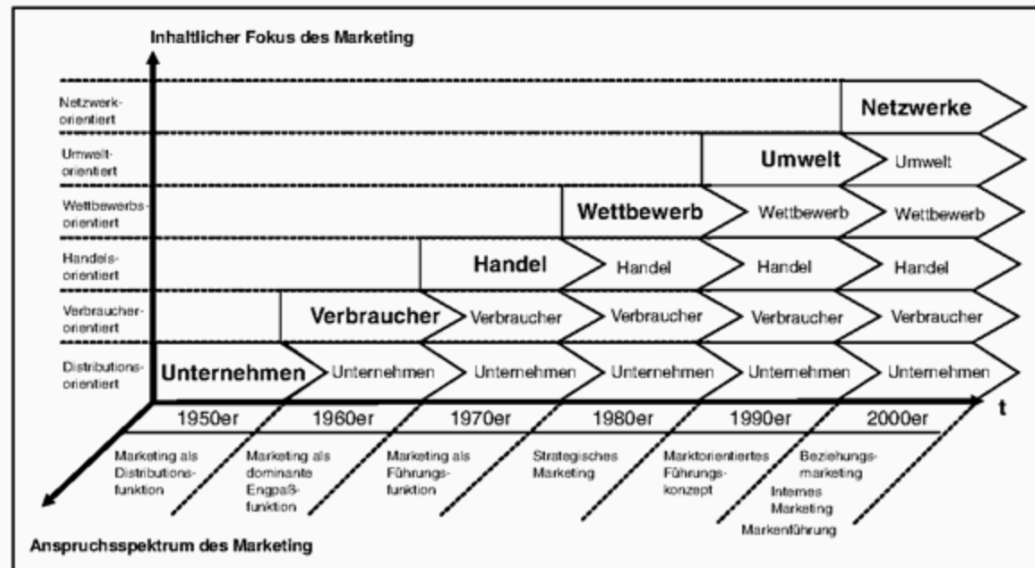 Inhaltlicher Fokus des Marketing
Netzwerk-
orientiert
Netzwerke
Umwelt-
orientiert
Umwelt
Umwelt
Wettbewerbs-
orientiert
Wettbewerb
Wettbewerb
Wettbewerb
Handels-
orientiert
Handel
Handel
Handel
Handel
Verbraucher-
orientiert
Verbraucher
Verbraucher
Verbraucher
Verbraucher
Verbraucher
Distributions-
orientiert
Unternehmen
Unternehmen
Unternehmen
Unternehmen
Unternehmen
Unternehmen
t
1950er
1960er
1970er
1980er
1990er
2000er
Marketing als
Distributions-
funktion
Marketing als
dominante
Engpaß-
funktion
Marketing als
Führungs-
funktion
Strategisches
Marketing
Marktorientiertes
Führungs-
konzept
Beziehungs-
marketing
Internes
Marketing
Markenführung
Anspruchsspektrum des Marketing